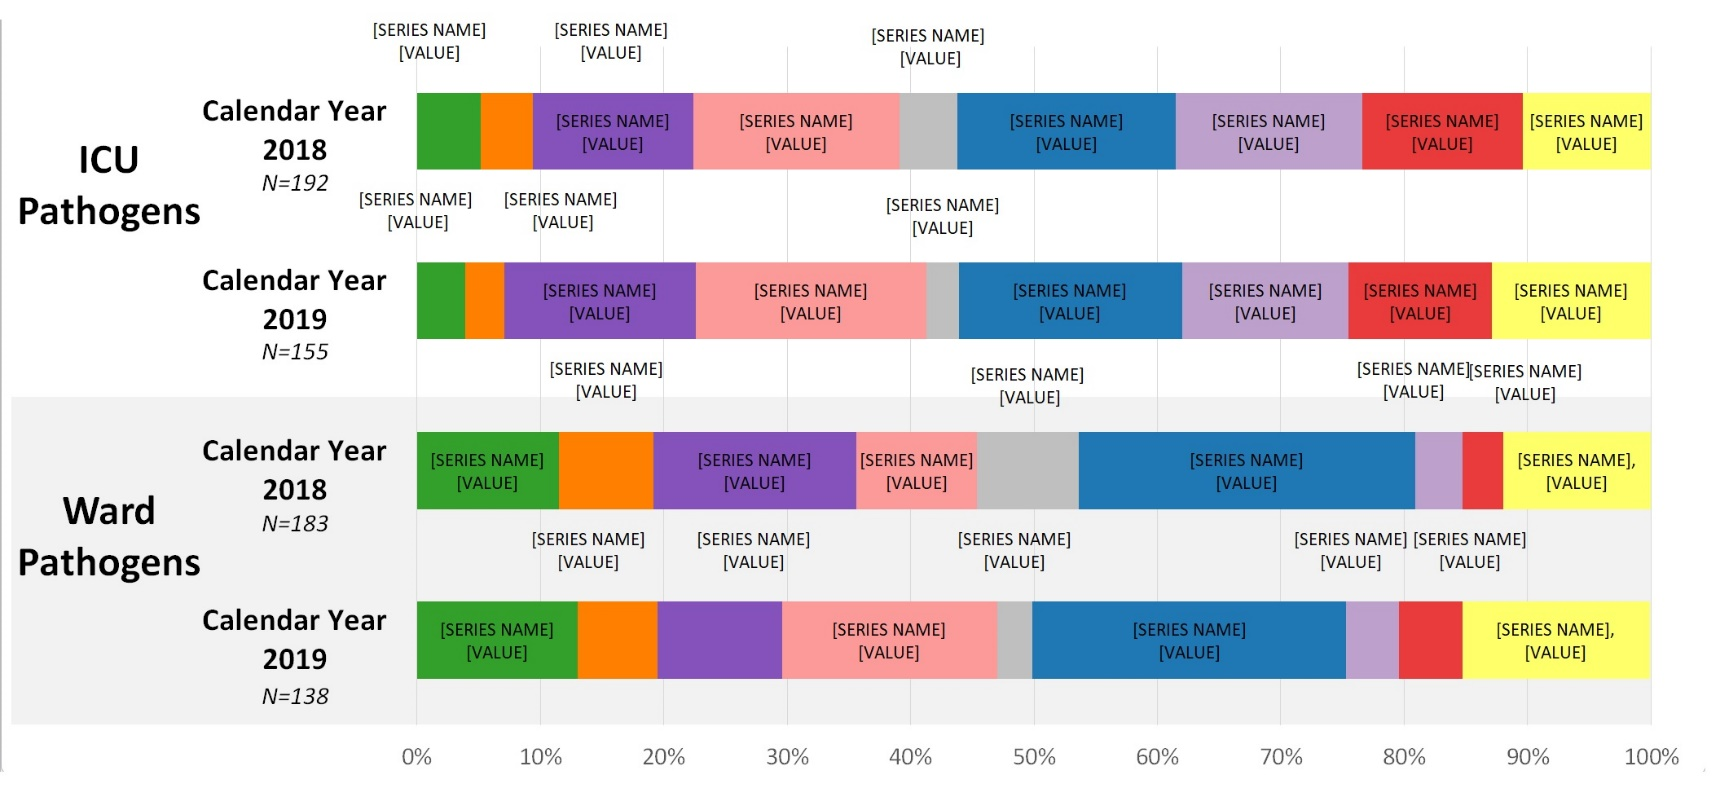 [SERIES NAME] [SERIES NAME] [SERIES NAME]
[VALUE] [VALUE] [VALUE]
ICU
Pathogens
Calendar Year
2018
N=192
[SERIES NAME] [SERIES NAME] [SERIES NAME] [SERIES NAME] [SERIES NAME] [SERIES NAME] [SERIES NAME]
[VALUE] [VALUE] [VALUE] [VALUE] [VALUE] [VALUE]
[SERIES NAME] [SERIES NAME] [SERIES NAME]
[VALUE] [VALUE] [VALUE]
Calendar Year
2019
N=155
[SERIES NAME] [SERIES NAME] [SERIES NAME] [SERIES NAME] [SERIES NAME] [SERIES NAME]
[VALUE] [VALUE] [VALUE] [VALUE] [VALUE] [VALUE]
[SERIES NAME] [SERIES NAME] [SERIES NAME] [SERIES NAME]
[VALUE] [VALUE] [VALUE] [VALUE]
Ward
Pathogens
Calendar Year
2018
N=183
[SERIES NAME] [SERIES NAME] [SERIES NAME] [SERIES NAME] [SERIES NAME],
[VALUE] [VALUE] [VALUE] [VALUE] [VALUE]
[SERIES NAME] [SERIES NAME] [SERIES NAME] [SERIES NAME] [SERIES NAME]
[VALUE] [VALUE] [VALUE] [VALUE] [VALUE]
Calendar Year
2019
N=138
[SERIES NAME] [SERIES NAME] [SERIES NAME] [SERIES NAME],
[VALUE] [VALUE] [VALUE] [VALUE]
0% 10% 20% 30% 40% 50% 60% 70% 80% 90% 100%